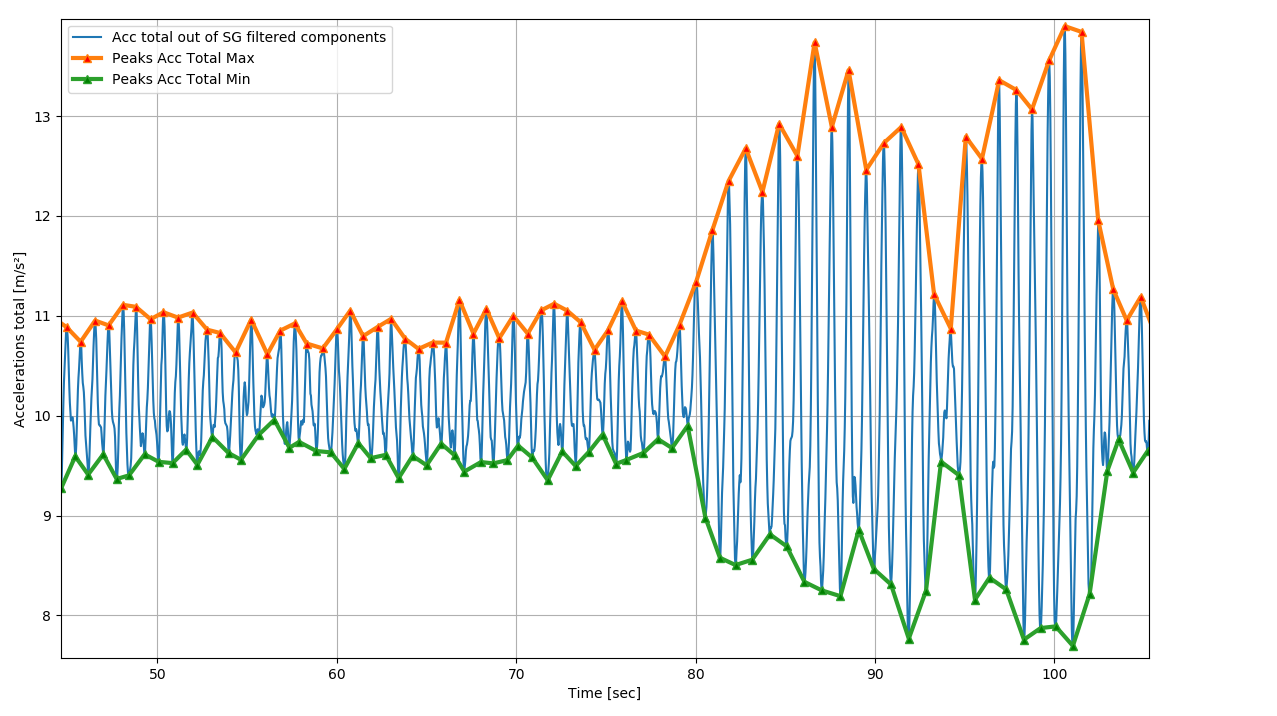 Acc total out of SG filtered components
Peaks Acc Total Max
Peaks Acc Total Min
Accelerations total [m/s²]
13
12
11
10
9
8
50
60
70
80
90
100
Time [sec]